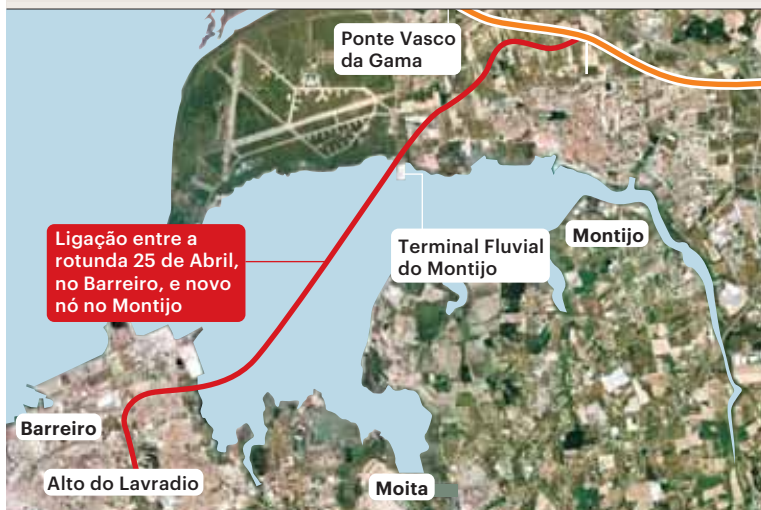 Ponte Vasco
da Gama
Ligação entre a
rotunda 25 de Abril,
no Barreiro, e novo
nó no Montijo
Terminal Fluvial
do Montijo
Montijo
Barreiro
Alto do Lavradio
Moita